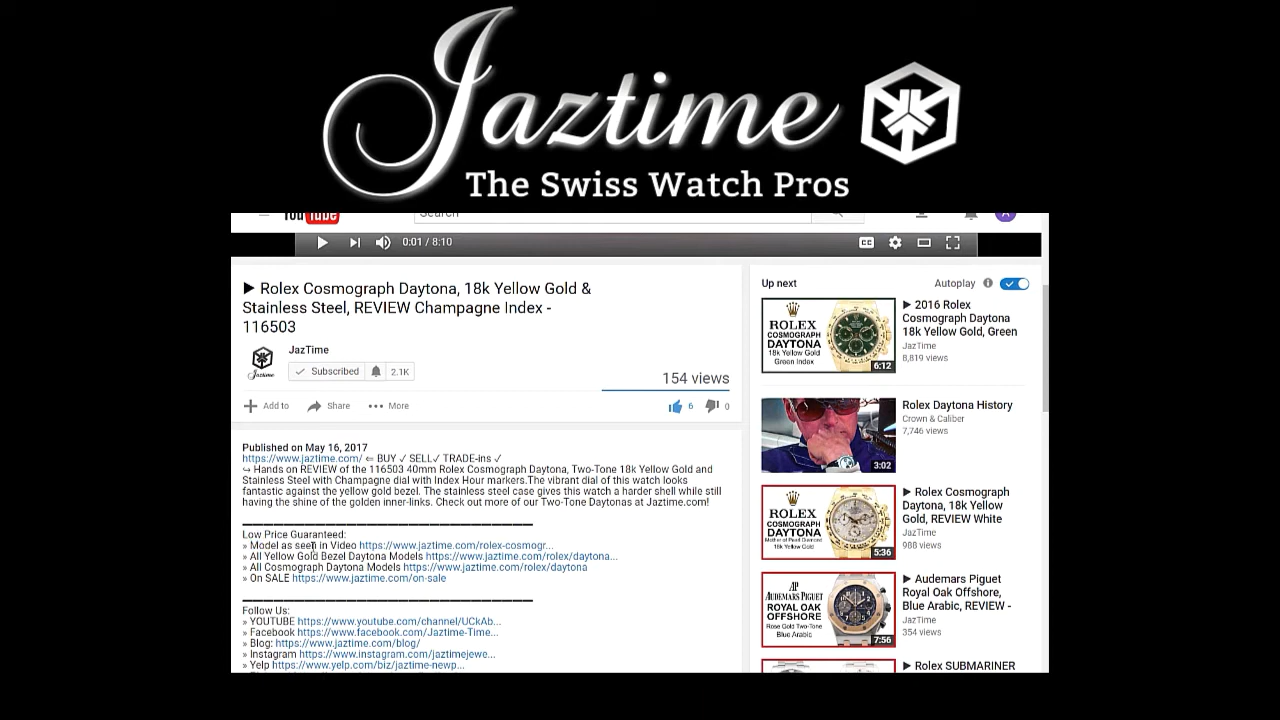 Jaztime
The Swiss Watch Pros
YouTube
Search
0:01 / 8:10
CC
▶ Rolex Cosmograph Daytona, 18k Yellow Gold &
Stainless Steel, REVIEW Champagne Index -
116503
JazTime
Jaztime
✓ Subscribed 2.1K
154 views
Add to Share ••• More
6 0
Published on May 16, 2017
https://www.jaztime.com/ ⇐ BUY ✓ SELL✓ TRADE-ins ✓
↪ Hands on REVIEW of the 116503 40mm Rolex Cosmograph Daytona, Two-Tone 18k Yellow Gold and
Stainless Steel with Champagne dial with Index Hour markers.The vibrant dial of this watch looks
fantastic against the yellow gold bezel. The stainless steel case gives this watch a harder shell while still
having the shine of the golden inner-links. Check out more of our Two-Tone Daytonas at Jaztime.com!
Low Price Guaranteed:
» Model as seen in Video https://www.jaztime.com/rolex-cosmogr...
» All Yellow Gold Bezel Daytona Models https://www.jaztime.com/rolex/daytona...
» All Cosmograph Daytona Models https://www.jaztime.com/rolex/daytona
» On SALE https://www.jaztime.com/on-sale
Follow Us:
» YOUTUBE https://www.youtube.com/channel/UCkAb...
» Facebook https://www.facebook.com/Jaztime-Time...
» Blog: https://www.jaztime.com/blog/
» Instagram https://www.instagram.com/jaztimejewe...
» Yelp https://www.yelp.com/biz/jaztime-newp...
Up next
Autoplay
ROLEX
COSMOGRAPH
DAYTONA
18k Yellow Gold
Green Index
6:12
▶ 2016 Rolex
Cosmograph Daytona
18k Yellow Gold, Green
JazTime
8,819 views
3:02
Rolex Daytona History
Crown & Caliber
7,746 views
ROLEX
COSMOGRAPH
DAYTONA
Mother of Pearl Diamond
18k Yellow Gold
5:36
▶ Rolex Cosmograph
Daytona, 18k Yellow
Gold, REVIEW White
JazTime
988 views
AP
AUDEMARS PIGUET
ROYAL OAK
OFFSHORE
Rose Gold Two-Tone
Blue Arabic
7:56
▶ Audemars Piguet
Royal Oak Offshore,
Blue Arabic, REVIEW -
JazTime
354 views
▶ Rolex SUBMARINER